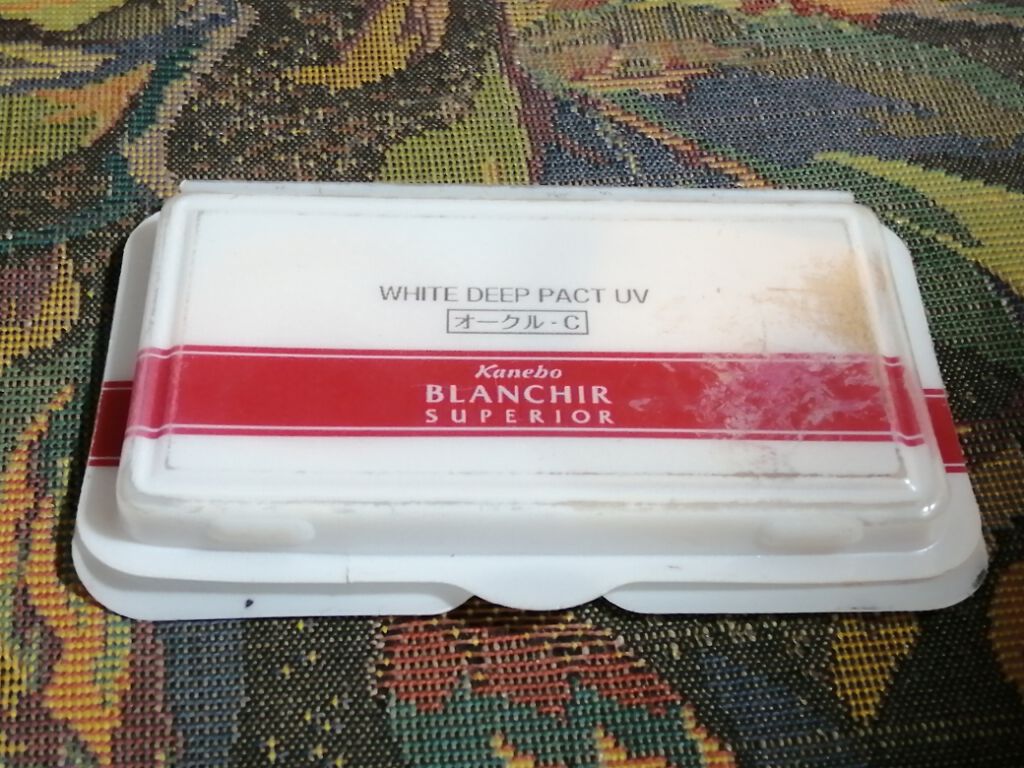 WHITE DEEP PACT UV
オークル-C
Kanebo
BLANCHIR
SUPERIOR